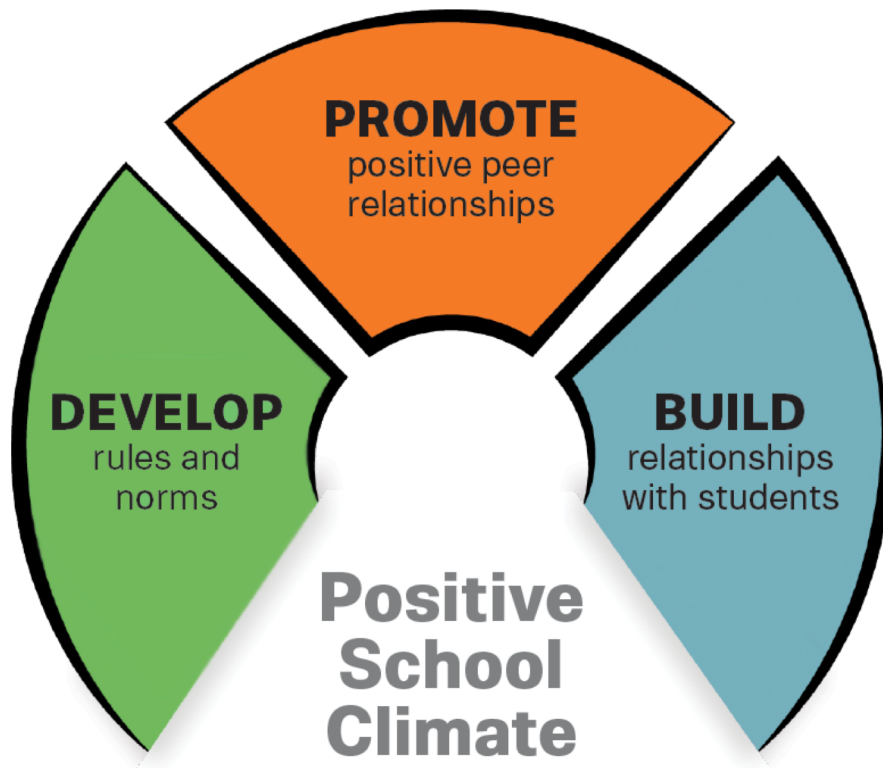 PROMOTE
positive peer
relationships
DEVELOP
rules and
norms
BUILD
relationships
with students
Positive
School
Climate